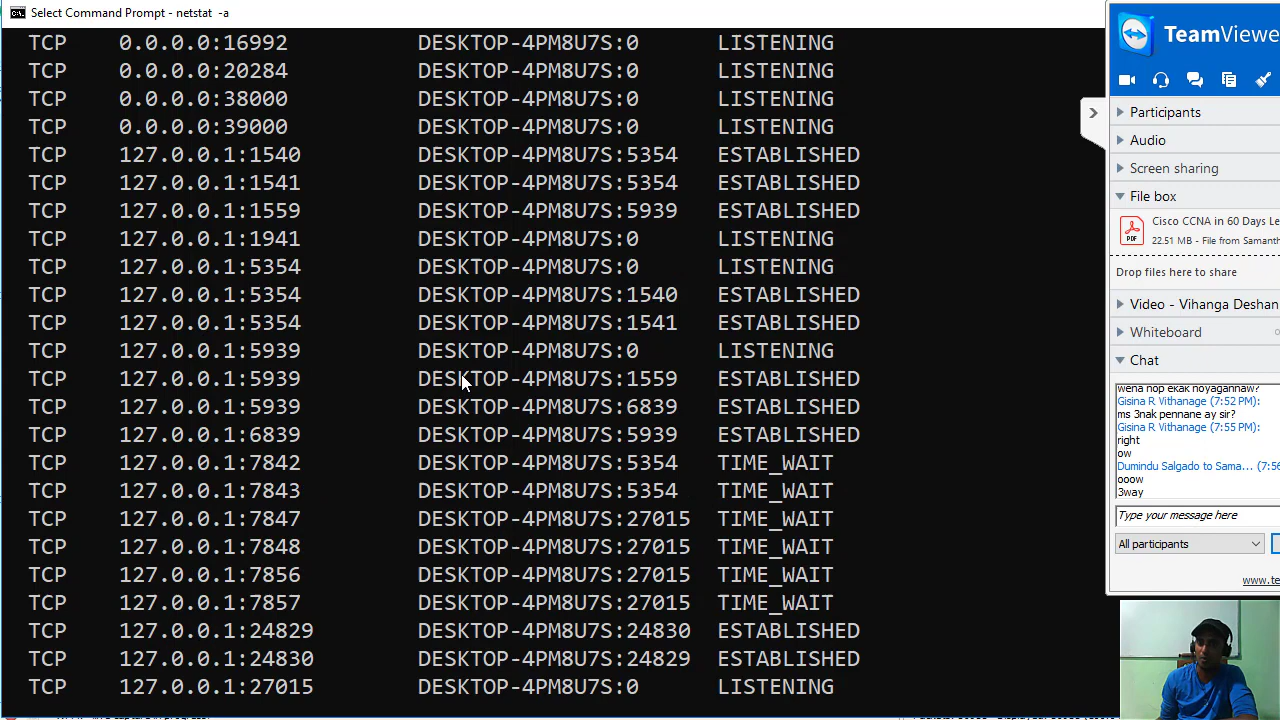 Select Command Prompt - netstat -a
TCP 0.0.0.0:16992 DESKTOP-4PM8U7S:0 LISTENING
TCP 0.0.0.0:20284 DESKTOP-4PM8U7S:0 LISTENING
TCP 0.0.0.0:38000 DESKTOP-4PM8U7S:0 LISTENING
TCP 0.0.0.0:39000 DESKTOP-4PM8U7S:0 LISTENING
TCP 127.0.0.1:1540 DESKTOP-4PM8U7S:5354 ESTABLISHED
TCP 127.0.0.1:1541 DESKTOP-4PM8U7S:5354 ESTABLISHED
TCP 127.0.0.1:1559 DESKTOP-4PM8U7S:5939 ESTABLISHED
TCP 127.0.0.1:1941 DESKTOP-4PM8U7S:0 LISTENING
TCP 127.0.0.1:5354 DESKTOP-4PM8U7S:0 LISTENING
TCP 127.0.0.1:5354 DESKTOP-4PM8U7S:1540 ESTABLISHED
TCP 127.0.0.1:5354 DESKTOP-4PM8U7S:1541 ESTABLISHED
TCP 127.0.0.1:5939 DESKTOP-4PM8U7S:0 LISTENING
TCP 127.0.0.1:5939 DESKTOP-4PM8U7S:1559 ESTABLISHED
TCP 127.0.0.1:5939 DESKTOP-4PM8U7S:6839 ESTABLISHED
TCP 127.0.0.1:6839 DESKTOP-4PM8U7S:5939 ESTABLISHED
TCP 127.0.0.1:7842 DESKTOP-4PM8U7S:5354 TIME_WAIT
TCP 127.0.0.1:7843 DESKTOP-4PM8U7S:5354 TIME_WAIT
TCP 127.0.0.1:7847 DESKTOP-4PM8U7S:27015 TIME_WAIT
TCP 127.0.0.1:7848 DESKTOP-4PM8U7S:27015 TIME_WAIT
TCP 127.0.0.1:7856 DESKTOP-4PM8U7S:27015 TIME_WAIT
TCP 127.0.0.1:7857 DESKTOP-4PM8U7S:27015 TIME_WAIT
TCP 127.0.0.1:24829 DESKTOP-4PM8U7S:24830 ESTABLISHED
TCP 127.0.0.1:24830 DESKTOP-4PM8U7S:24829 ESTABLISHED
TCP 127.0.0.1:27015 DESKTOP-4PM8U7S:0 LISTENING
TeamViewe
Participants
Audio
Screen sharing
File box
Cisco CCNA in 60 Days Le
PDF
22.51 MB - File from Samant
Drop files here to share
Video - Vihanga Deshan
Whiteboard
Chat
wena nop ekak noyagannaw?
Gisina R Vithanage (7:52 PM):
ms 3nak pennane ay sir?
Gisina R Vithanage (7:55 PM):
right
ow
Dumindu Salgado to Sama... (7:56
ooow
3way
Type your message here
All participants
www.te